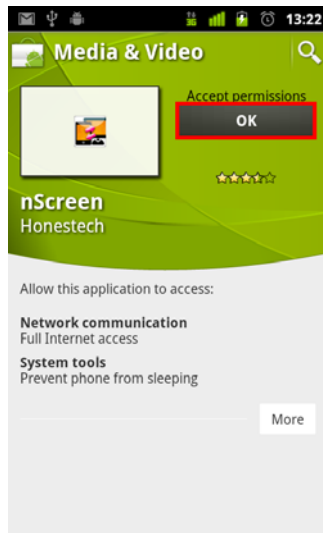 3G
13:22
Media & Video
Accept permissions
OK
nScreen
Honestech
Allow this application to access:
Network communication
Full Internet access
System tools
Prevent phone from sleeping
More